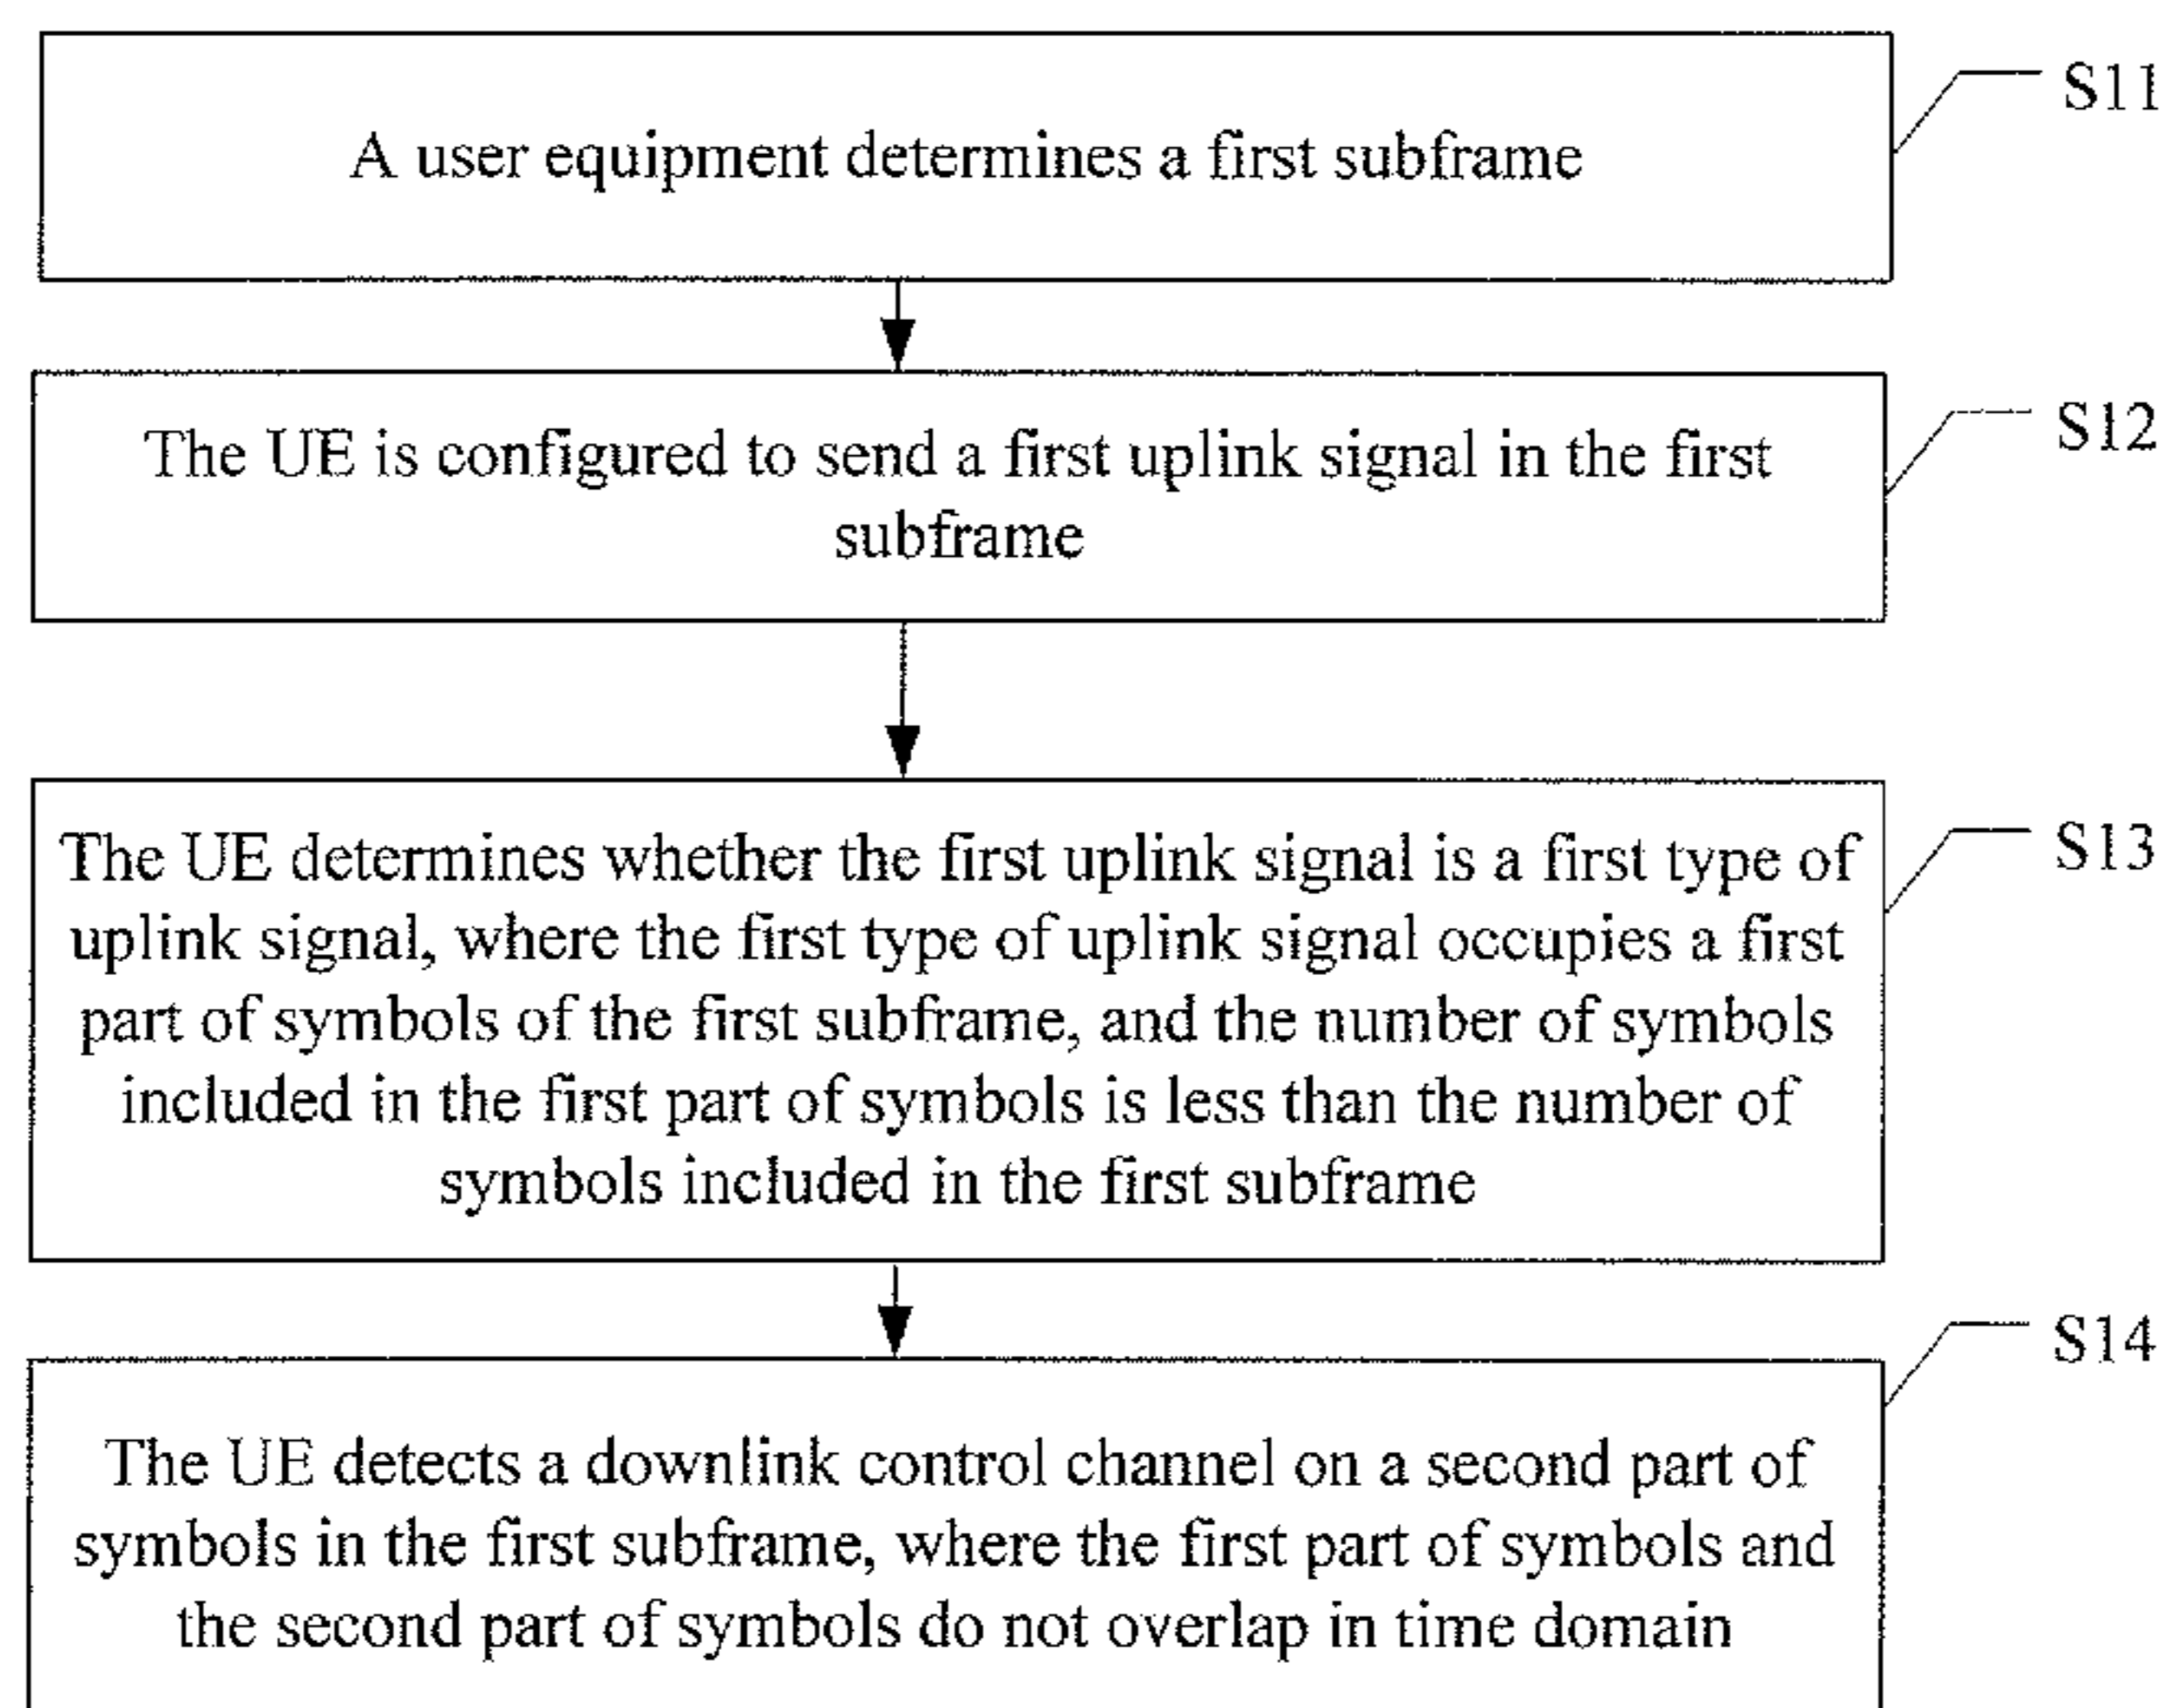 A user equipment determines a first subframe
S11
The UE is configured to send a first uplink signal in the first
subframe
S12
The UE determines whether the first uplink signal is a first type of
uplink signal, where the first type of uplink signal occupies a first
part of symbols of the first subframe, and the number of symbols
included in the first part of symbols is less than the number of
symbols included in the first subframe
S13
The UE detects a downlink control channel on a second part of
symbols in the first subframe, where the first part of symbols and
the second part of symbols do not overlap in time domain
S14